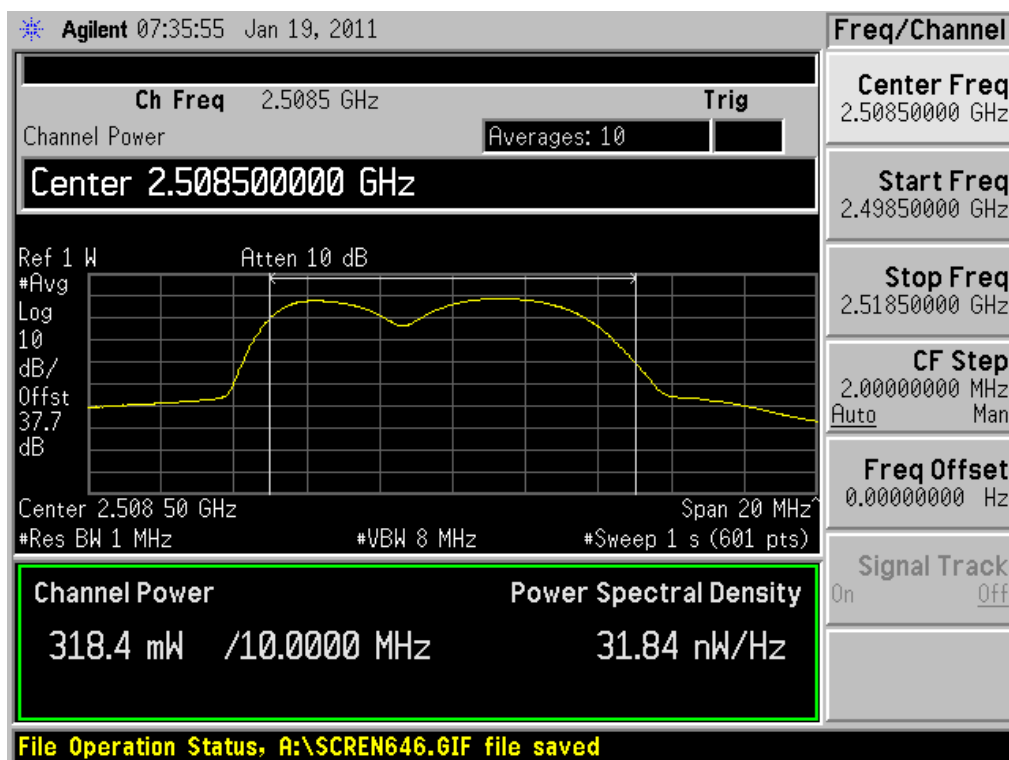 Agilent 07:35:55 Jan 19, 2011
Freq/Channel
Ch Freq 2.5085 GHz Trig
Channel Power Averages: 10
Center 2.508500000 GHz
Ref 1 W Atten 10 dB
#Avg
Log
10
dB/
Offst
37.7
dB
Center 2.508 50 GHz Span 20 MHz^
#Res BW 1 MHz #VBW 8 MHz #Sweep 1 s (601 pts)
Channel Power Power Spectral Density
318.4 mW /10.0000 MHz 31.84 nW/Hz
File Operation Status, A:\SCREN646.GIF file saved
Center Freq
2.50850000 GHz
Start Freq
2.49850000 GHz
Stop Freq
2.51850000 GHz
CF Step
2.00000000 MHz
Auto Man
Freq Offset
0.00000000 Hz
Signal Track
On Off